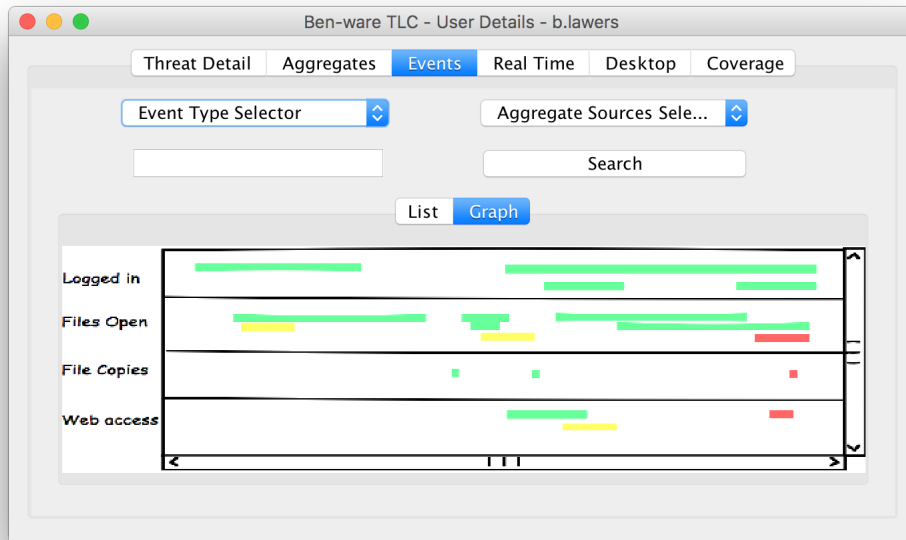 Ben-ware TLC - User Details - b.lawers
Threat Detail Aggregates Events Real Time Desktop Coverage
Event Type Selector Aggregate Sources Sele...
Search
List Graph
Logged in
Files Open
File Copies
Web access